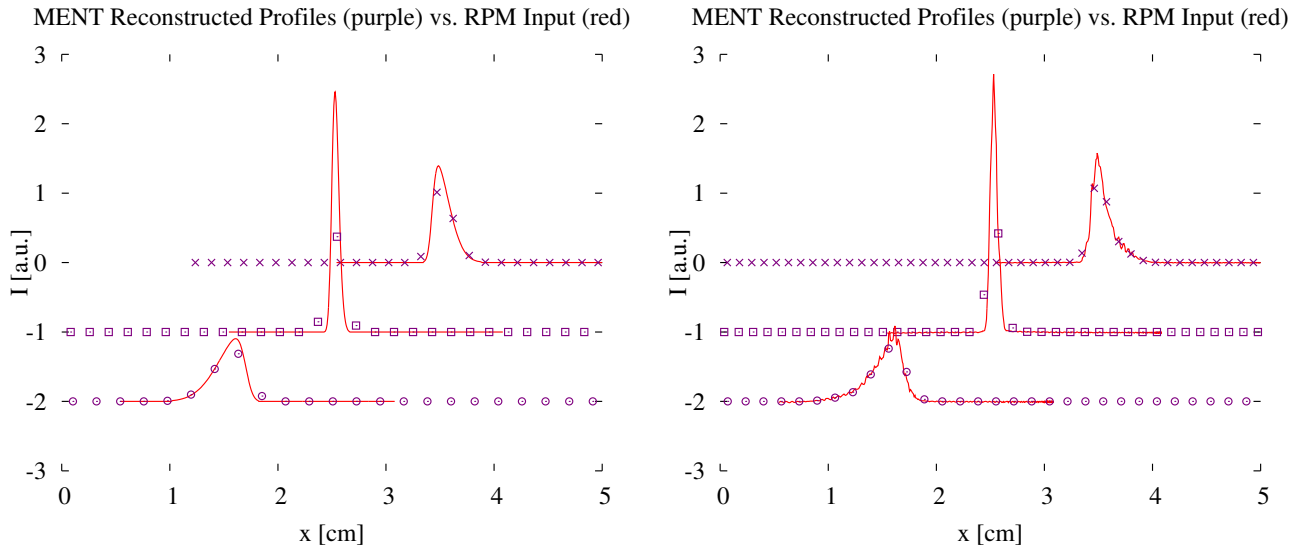 MENT Reconstructed Profiles (purple) vs. RPM Input (red)
3
2
1
0
-1
-2
-3
I [a.u.]
0 1 2 3 4 5
x [cm]
MENT Reconstructed Profiles (purple) vs. RPM Input (red)
3
2
1
0
-1
-2
-3
I [a.u.]
0 1 2 3 4 5
x [cm]